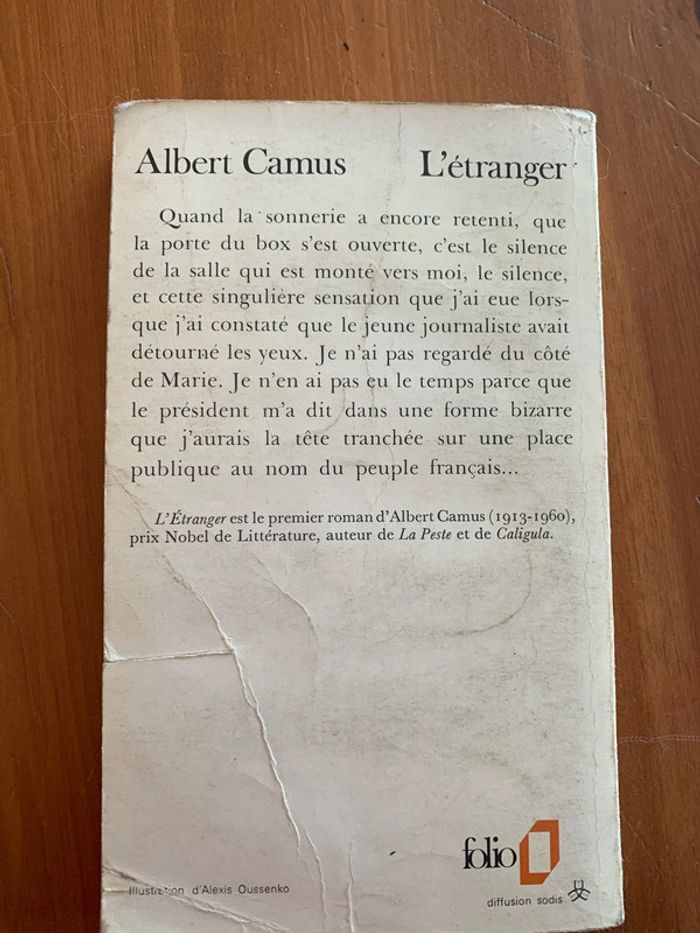 Albert Camus L'étranger
Quand la sonnerie a encore retenti, que
la porte du box s'est ouverte, c'est le silence
de la salle qui est monté vers moi, le silence,
et cette singulière sensation que j'ai eue lors-
que j'ai constaté que le jeune journaliste avait
détourné les yeux. Je n'ai pas regardé du côté
de Marie. Je n'en ai pas eu le temps parce que
le président m'a dit dans une forme bizarre
que j'aurais la tête tranchée sur une place
publique au nom du peuple français...
L'Étranger est le premier roman d'Albert Camus (1913-1960),
prix Nobel de Littérature, auteur de La Peste et de Caligula.
folio
Illustration d'Alexis Oussenko
diffusion sodis